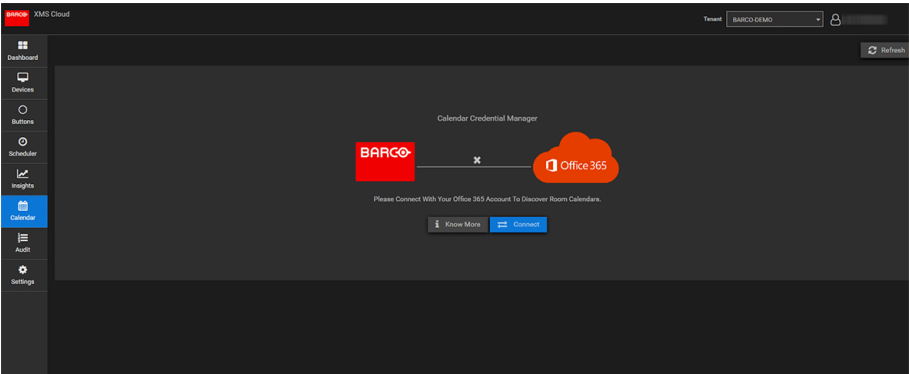 BARCO XMS Cloud
Tenant BARCO-DEMO
Refresh
Dashboard
Devices
Buttons
Scheduler
Insights
Calendar
Audit
Settings
Calendar Credential Manager
BARCO
Office 365
Please Connect With Your Office 365 Account To Discover Room Calendars.
Know More Connect